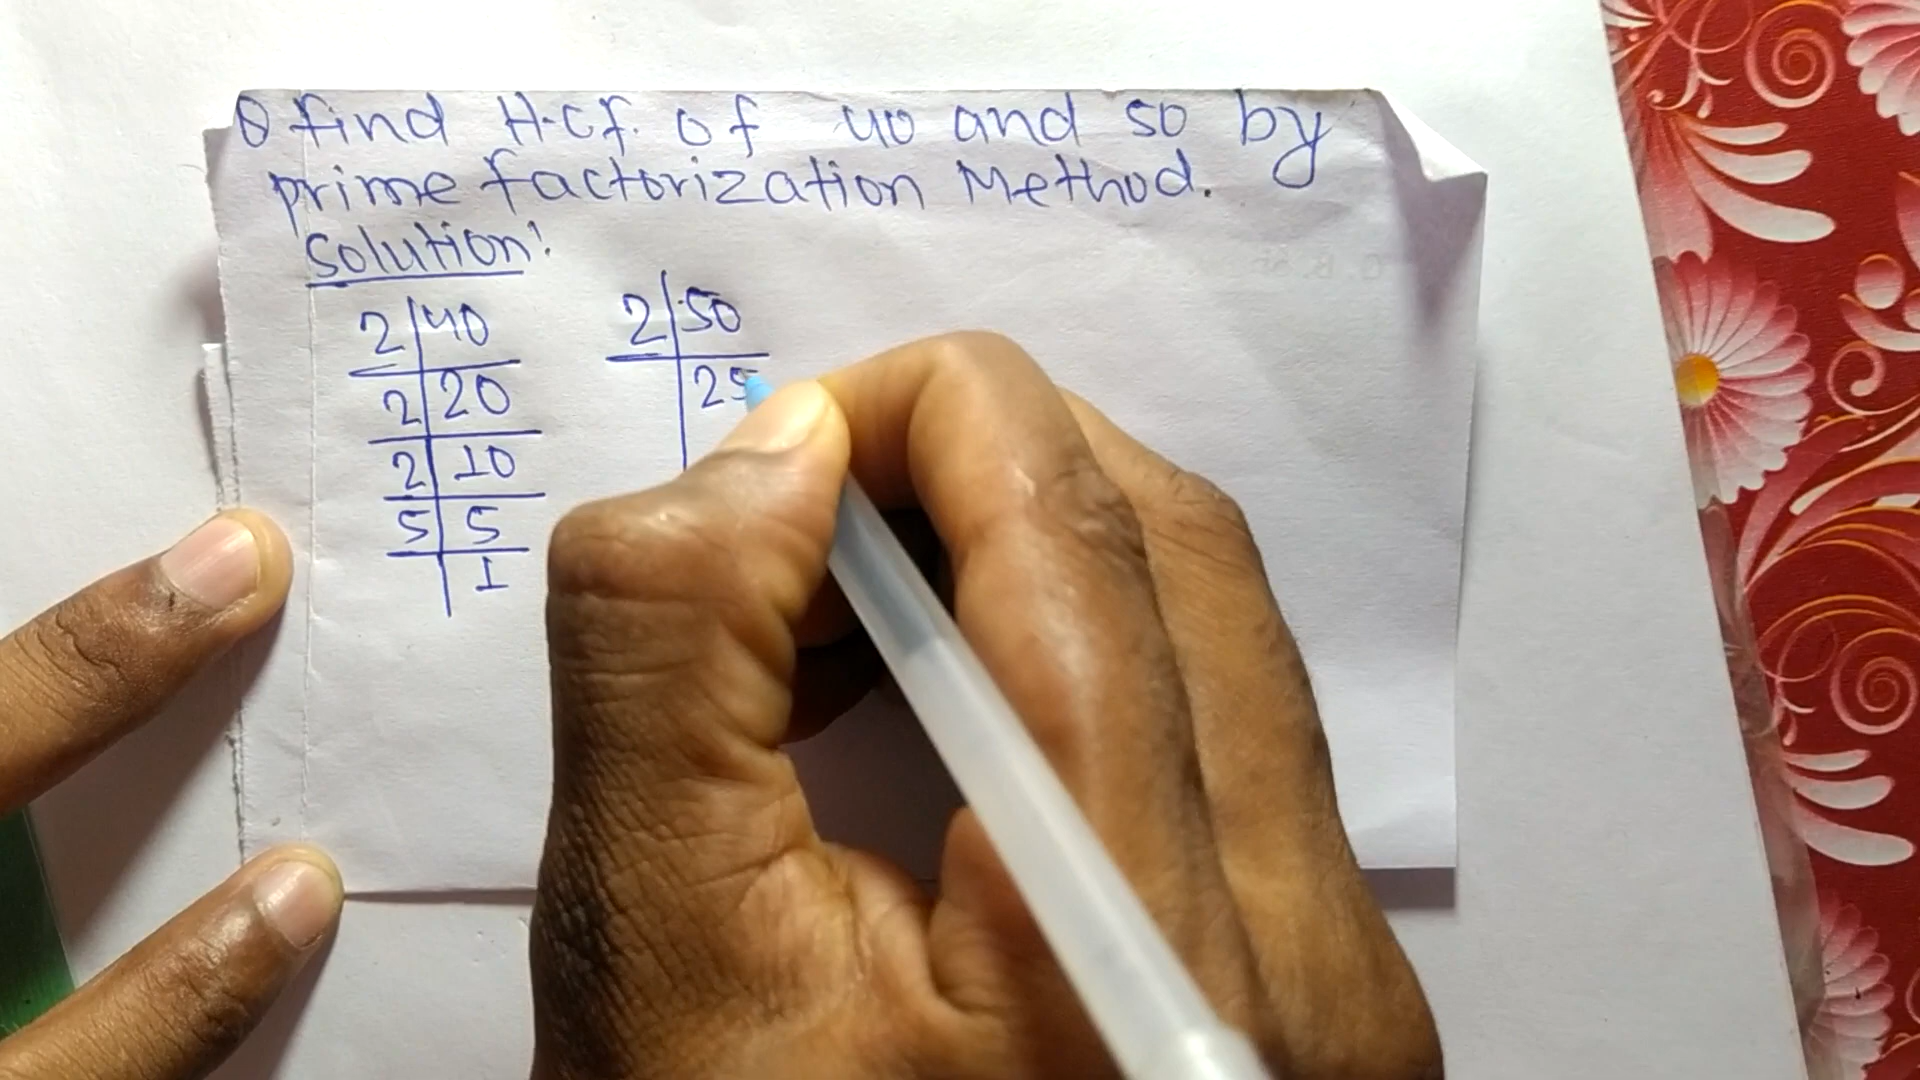 Q find H.C.f. of 40 and 50 by
prime factorization Method.
Solution:
2 40
2 20
2 10
5 5
1
2 50
25